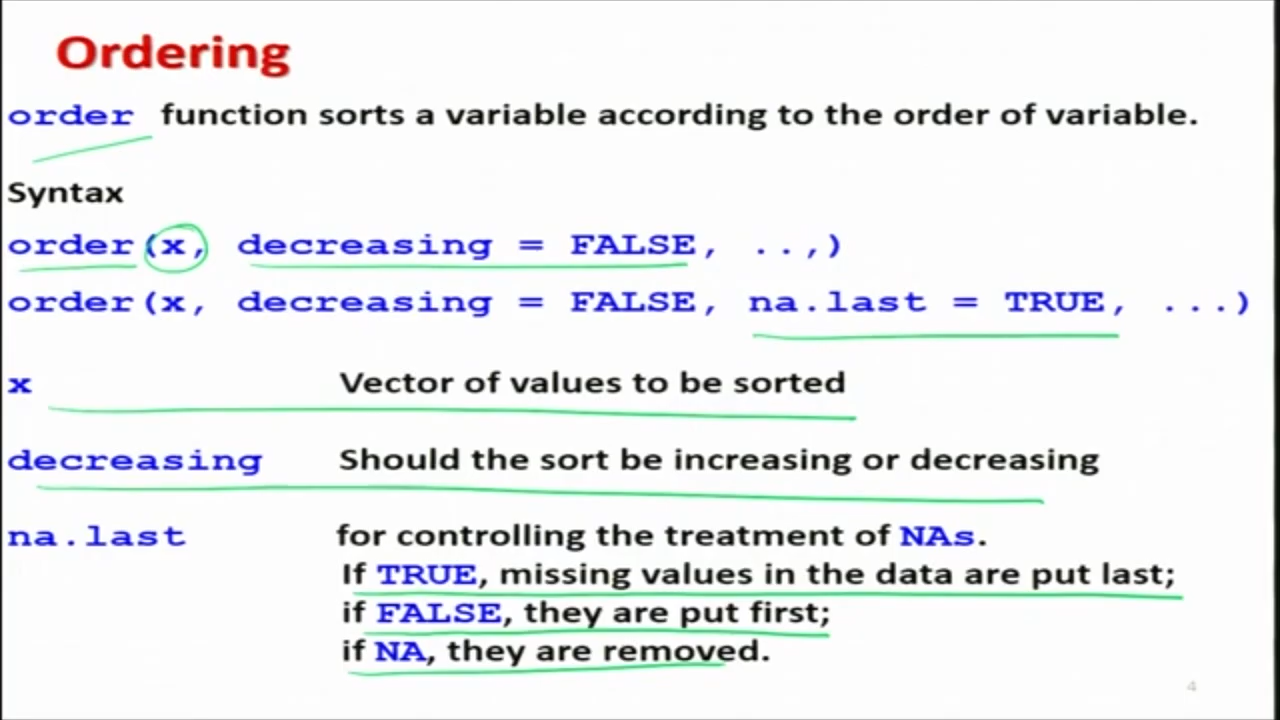 Ordering
order function sorts a variable according to the order of variable.
Syntax
order(x, decreasing = FALSE, ..,)
order(x, decreasing = FALSE, na.last = TRUE, ...)
x Vector of values to be sorted
decreasing Should the sort be increasing or decreasing
na.last for controlling the treatment of NAs.
If TRUE, missing values in the data are put last;
if FALSE, they are put first;
if NA, they are removed.
4